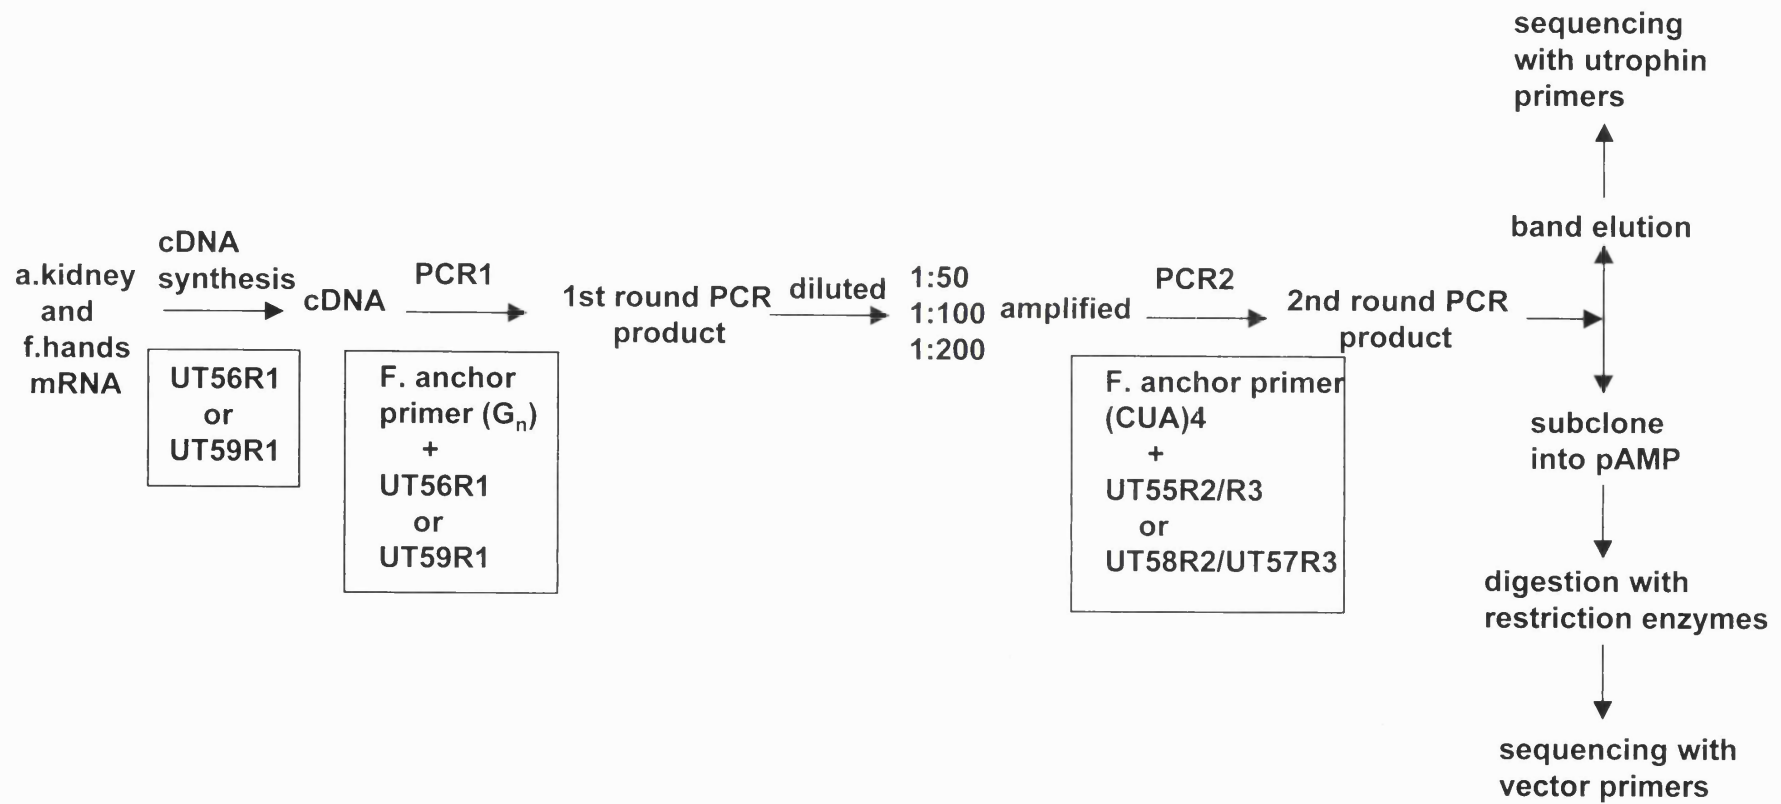 a.kidney
and
f.hands
mRNA
cDNA
synthesis
UT56R1
or
UT59R1
cDNA
PCR1
F. anchor
primer (Gn)
+
UT56R1
or
UT59R1
1st round PCR
product
diluted
1:50
1:100
1:200
amplified
PCR2
F. anchor primer
(CUA)4
+
UT55R2/R3
or
UT58R2/UT57R3
2nd round PCR
product
sequencing
with utrophin
primers
band elution
subclone
into pAMP
digestion with
restriction enzymes
sequencing with
vector primers